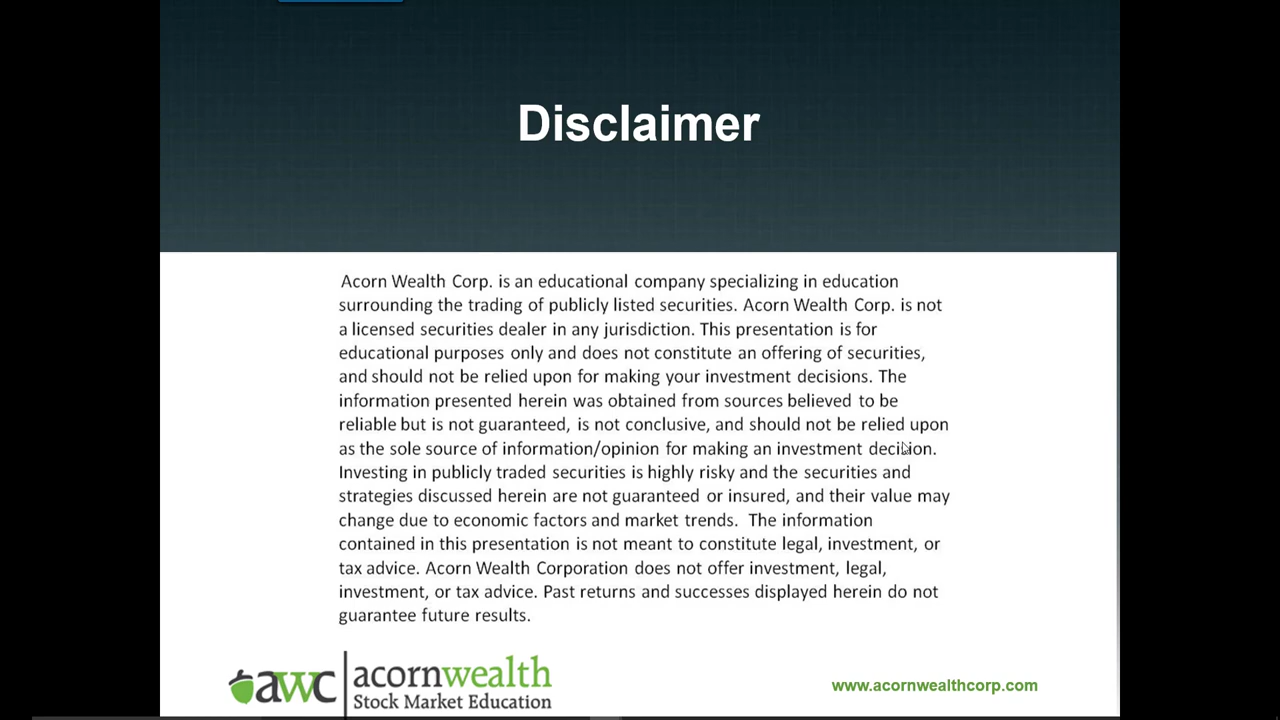 Disclaimer
Acorn Wealth Corp. is an educational company specializing in education
surrounding the trading of publicly listed securities. Acorn Wealth Corp. is not
a licensed securities dealer in any jurisdiction. This presentation is for
educational purposes only and does not constitute an offering of securities,
and should not be relied upon for making your investment decisions. The
information presented herein was obtained from sources believed to be
reliable but is not guaranteed, is not conclusive, and should not be relied upon
as the sole source of information/opinion for making an investment decision.
Investing in publicly traded securities is highly risky and the securities and
strategies discussed herein are not guaranteed or insured, and their value may
change due to economic factors and market trends.  The information
contained in this presentation is not meant to constitute legal, investment, or
tax advice. Acorn Wealth Corporation does not offer investment, legal,
investment, or tax advice. Past returns and successes displayed herein do not
guarantee future results.
awc acornwealth
Stock Market Education
www.acornwealthcorp.com